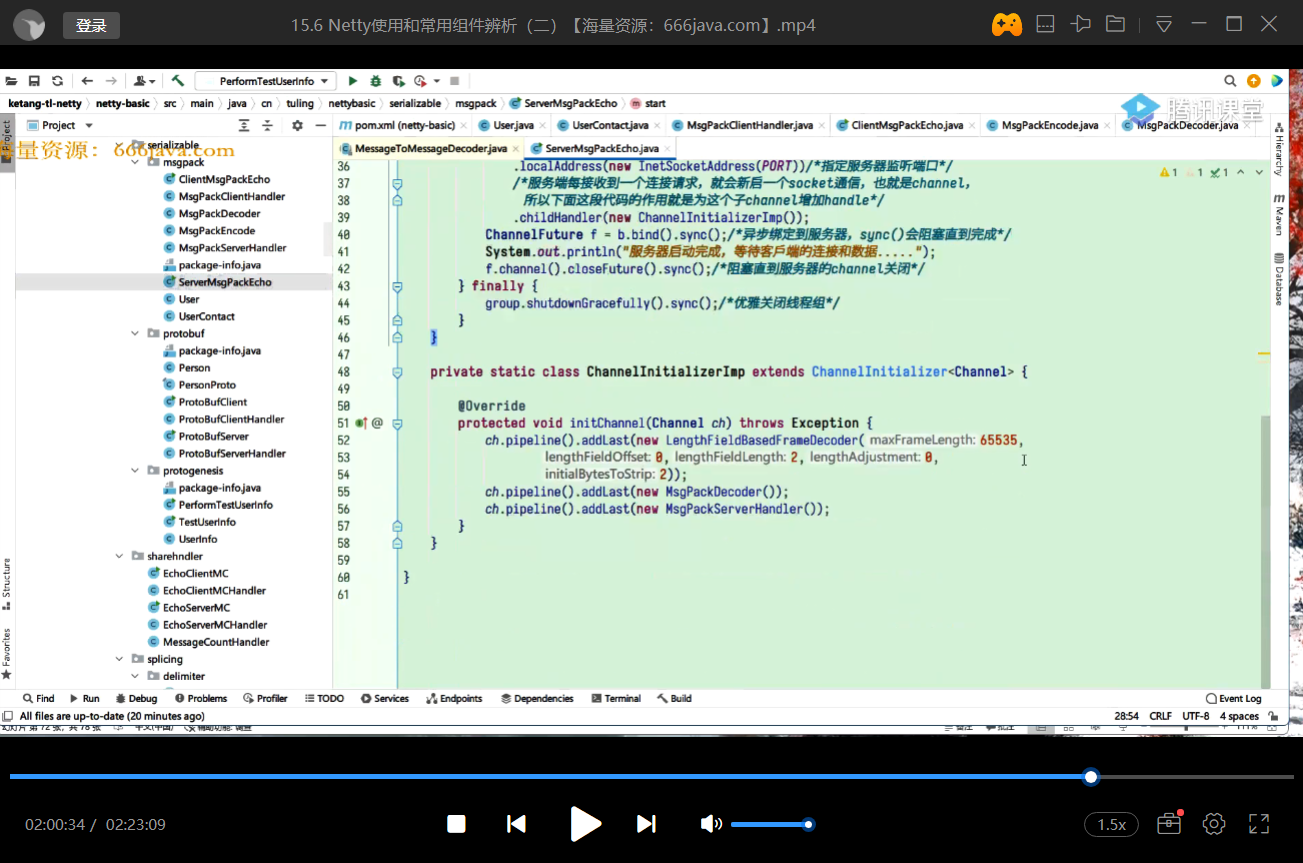 登录
15.6 Netty使用和常用组件辨析（二）【海量资源：666java.com】.mp4
PerformTestUserInfo
ketang-tl-netty
netty-basic
src
main
java
cn
tuling
nettybasic
serializable
msgpack
ServerMsgPackEcho
start
腾讯课堂
Project
Project
pom.xml (netty-basic)
User.java
UserContact.java
MsgPackClientHandler.java
ClientMsgPackEcho.java
MsgPackEncode.java
MsgPackDecoder.java
MessageToMessageDecoder.java
ServerMsgPackEcho.java
量资源：666java.com
serializable
msgpack
ClientMsgPackEcho
MsgPackClientHandler
MsgPackDecoder
MsgPackEncode
MsgPackServerHandler
package-info.java
ServerMsgPackEcho
User
UserContact
protobuf
package-info.java
Person
PersonProto
ProtoBufClient
ProtoBufClientHandler
ProtoBufServer
ProtoBufServerHandler
protogenesis
package-info.java
PerformTestUserInfo
TestUserInfo
UserInfo
sharehndler
EchoClientMC
EchoClientMCHandler
EchoServerMC
EchoServerMCHandler
MessageCountHandler
splicing
delimiter
36 .localAddress(new InetSocketAddress(PORT))/*指定服务器监听端口*/
37 /*服务端每接收到一个连接请求，就会新启一个socket通信，也就是channel，
38 所以下面这段代码的作用就是为这个子channel增加handle*/
39 .childHandler(new ChannelInitializerImp());
40 ChannelFuture f = b.bind().sync();/*异步绑定到服务器，sync()会阻塞直到完成*/
41 System.out.println("服务器启动完成，等待客户端的连接和数据.....");
42 f.channel().closeFuture().sync();/*阻塞直到服务器的channel关闭*/
43 } finally {
44 group.shutdownGracefully().sync();/*优雅关闭线程组*/
45 }
46 }
47
48 private static class ChannelInitializerImp extends ChannelInitializer<Channel> {
49
50 @Override
51 protected void initChannel(Channel ch) throws Exception {
52 ch.pipeline().addLast(new LengthFieldBasedFrameDecoder( maxFrameLength: 65535,
53 lengthFieldOffset: 0, lengthFieldLength: 2, lengthAdjustment: 0,
54 initialBytesToStrip: 2));
55 ch.pipeline().addLast(new MsgPackDecoder());
56 ch.pipeline().addLast(new MsgPackServerHandler());
57 }
58 }
59
60 }
61
1 1 1
Hierarchy
Maven
Database
Structure
Favorites
Find
Run
Debug
Problems
Profiler
TODO
Services
Endpoints
Dependencies
Terminal
Build
Event Log
All files are up-to-date (20 minutes ago)
28:54 CRLF UTF-8 4 spaces
02:00:34 / 02:23:09
1.5x